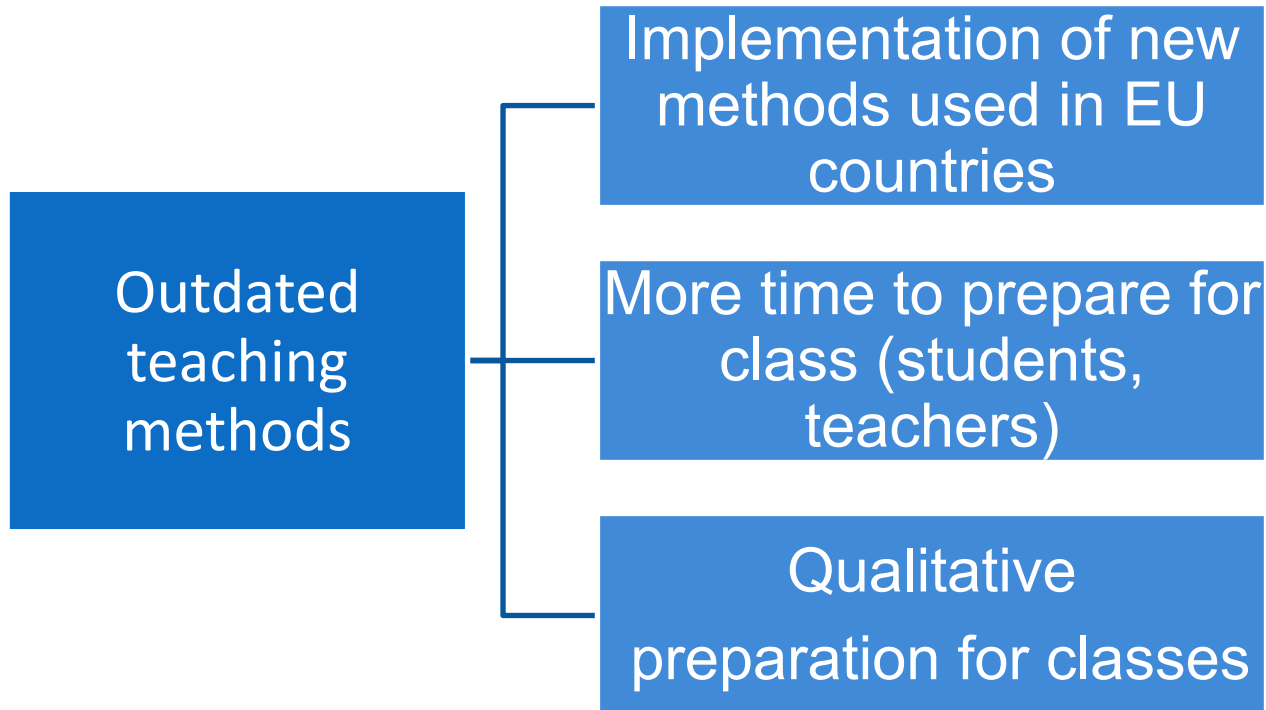 Outdated
teaching
methods
Implementation of new
methods used in EU
countries
More time to prepare for
class (students,
teachers)
Qualitative
preparation for classes